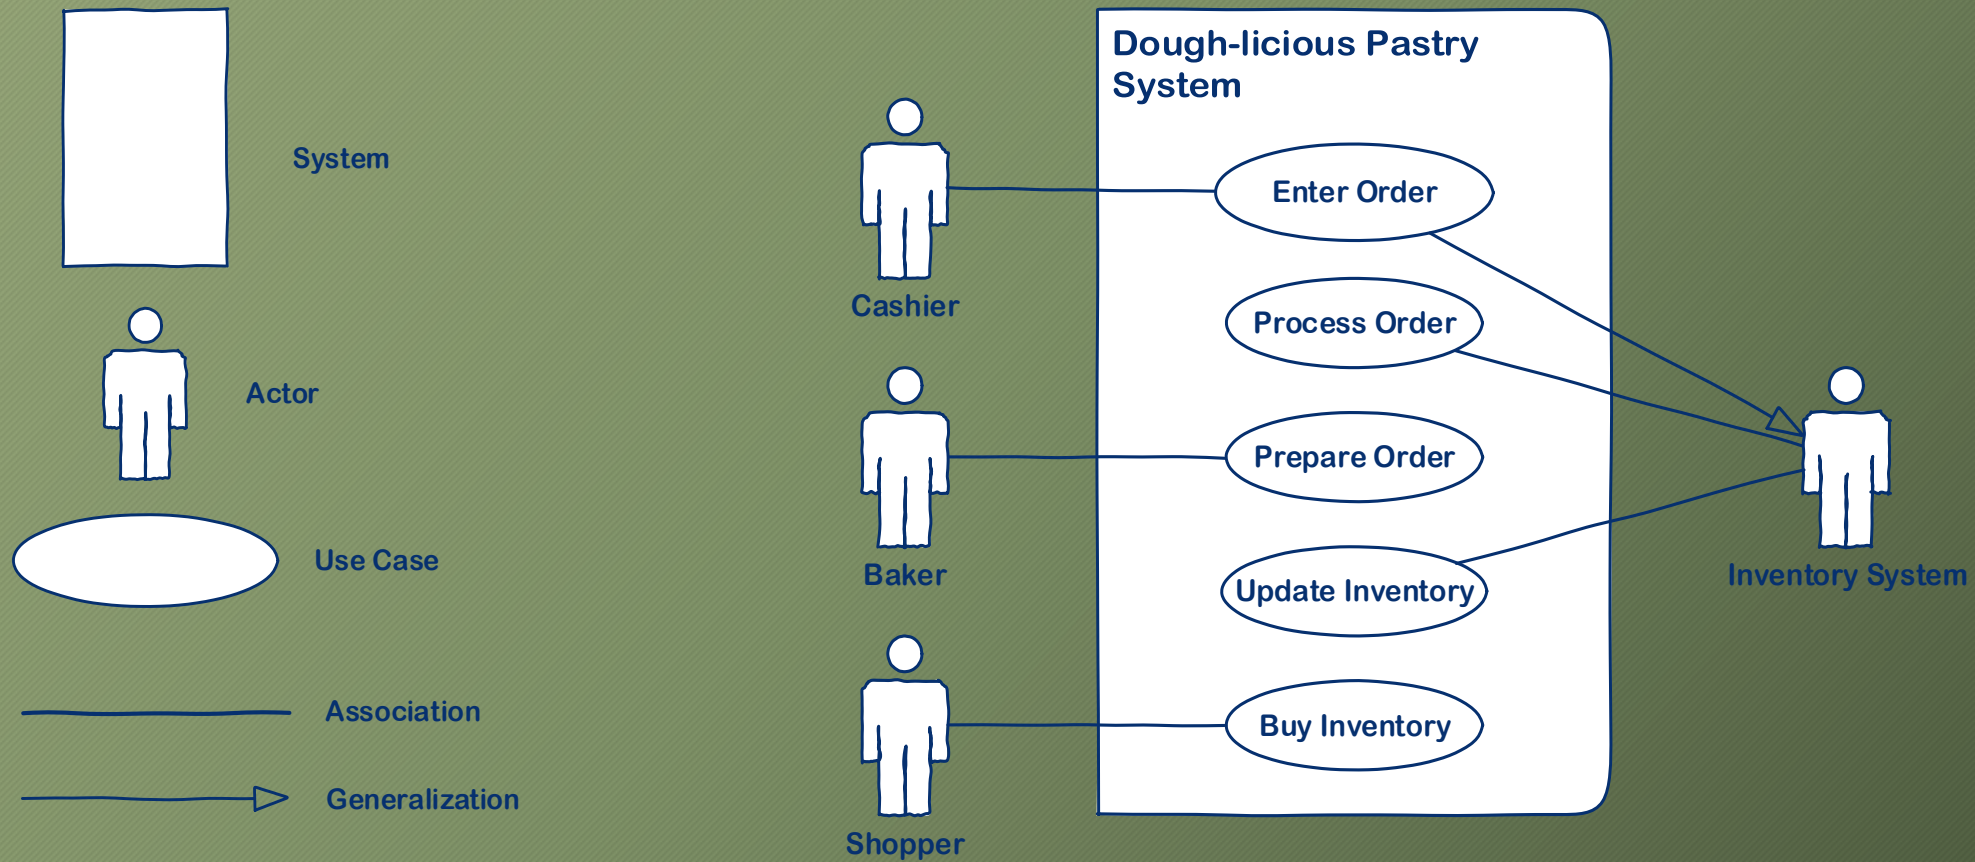 System
Actor
Use Case
Association
Generalization
Cashier
Baker
Shopper
Dough-licious Pastry
System
Enter Order
Process Order
Prepare Order
Update Inventory
Buy Inventory
Inventory System